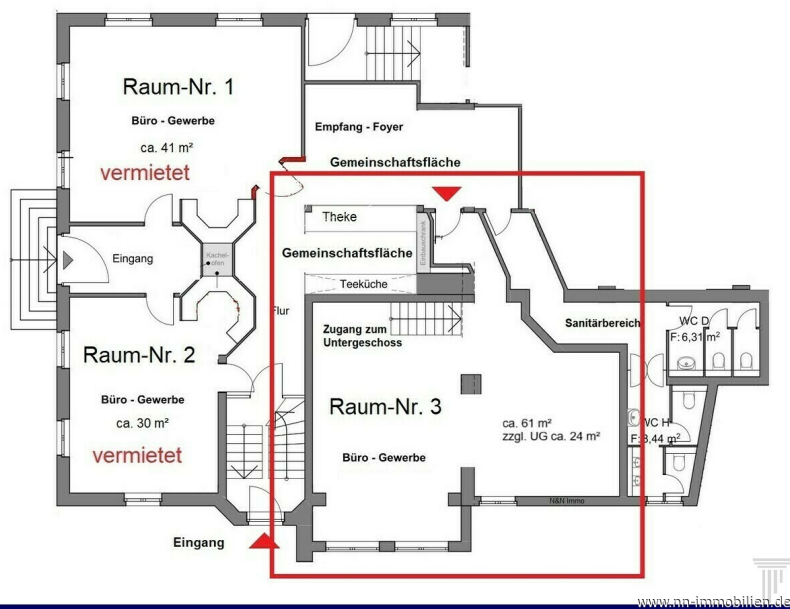 Raum-Nr. 1
Büro - Gewerbe
ca. 41 m²
vermietet
Empfang - Foyer
Gemeinschaftsfläche
Theke
Einbauschrank
Gemeinschaftsfläche
Kachel-
ofen
Eingang
Teeküche
Flur
Zugang zum
Untergeschoss
Sanitärbereich
WC D
F: 6,31 m²
Raum-Nr. 2
Büro - Gewerbe
ca. 30 m²
vermietet
Raum-Nr. 3
Büro - Gewerbe
ca. 61 m²
zzgl. UG ca. 24 m²
WC H
F: 8,44 m²
N&N Immo
Eingang
www.nn-immobilien.de